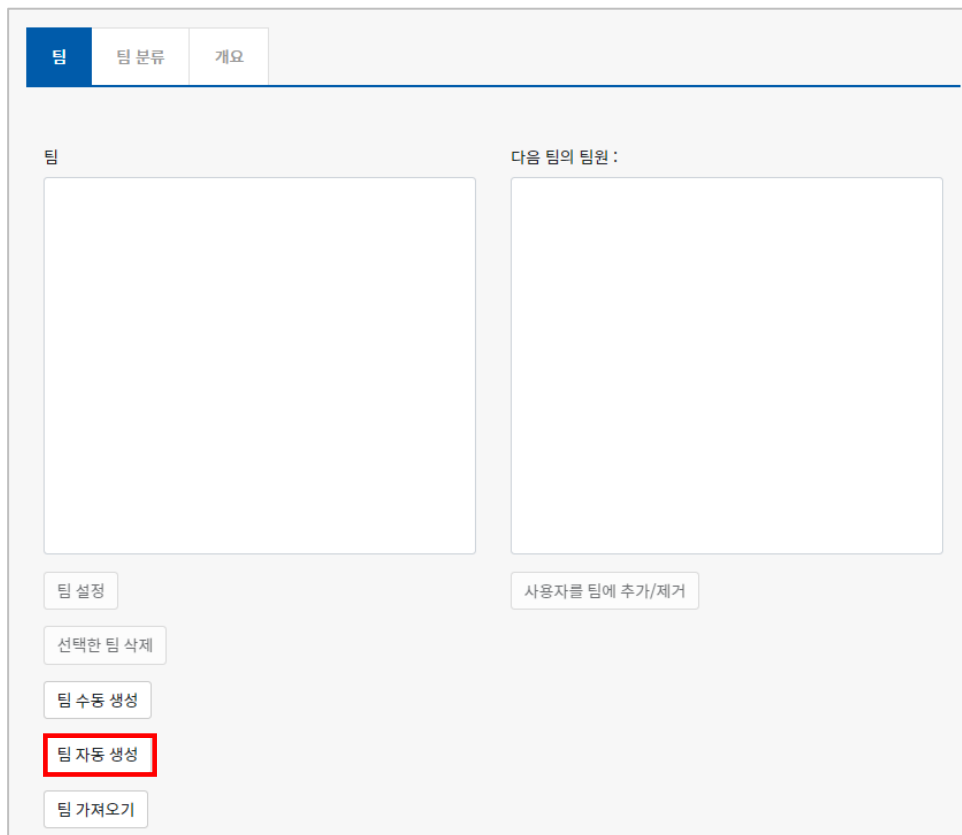 팀 팀 분류 개요
팀 다음 팀의 팀원 :
팀 설정 사용자를 팀에 추가/제거
선택한 팀 삭제
팀 수동 생성
팀 자동 생성
팀 가져오기